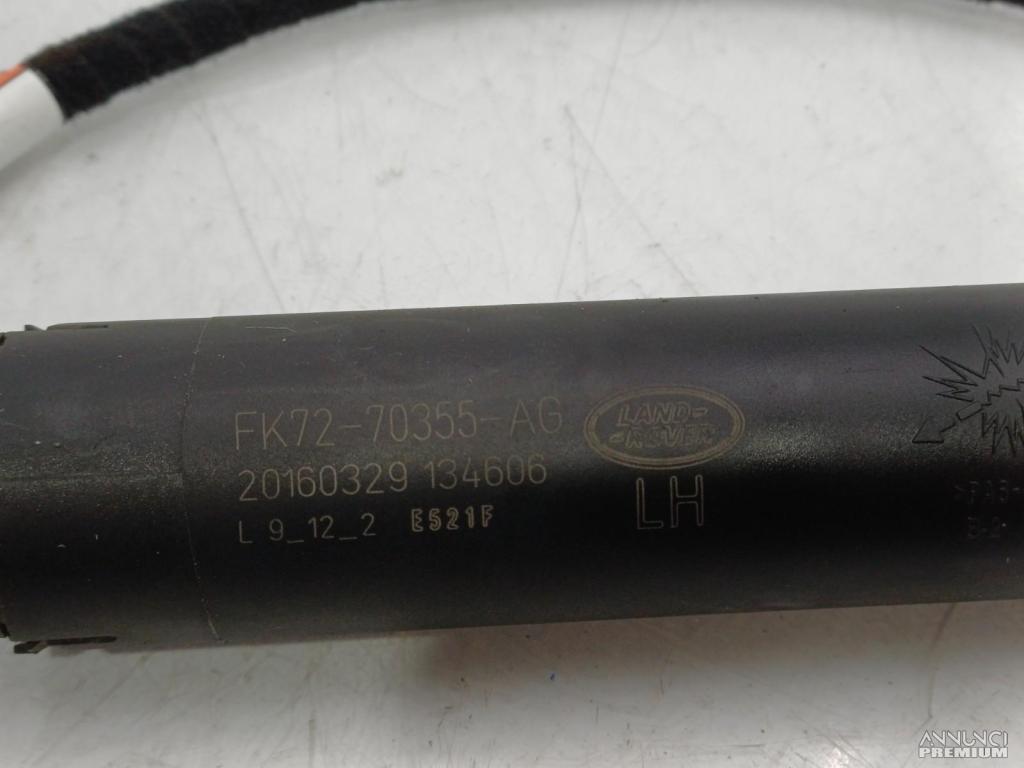 FK72-70355-AG
LAND-
-ROVER
20160329 134606
L 9_12_2 E521F
LH
ANNUNCI
PREMIUM